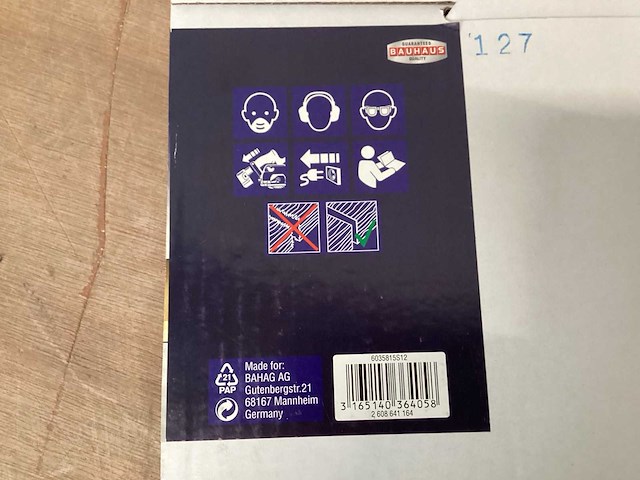 GUARANTEED
BAUHAUS
QUALITY
127
21
PAP
Made for:
BAHAG AG
Gutenbergstr.21
68167 Mannheim
Germany
6035815S12
3 165140 364058
2 608 641 164